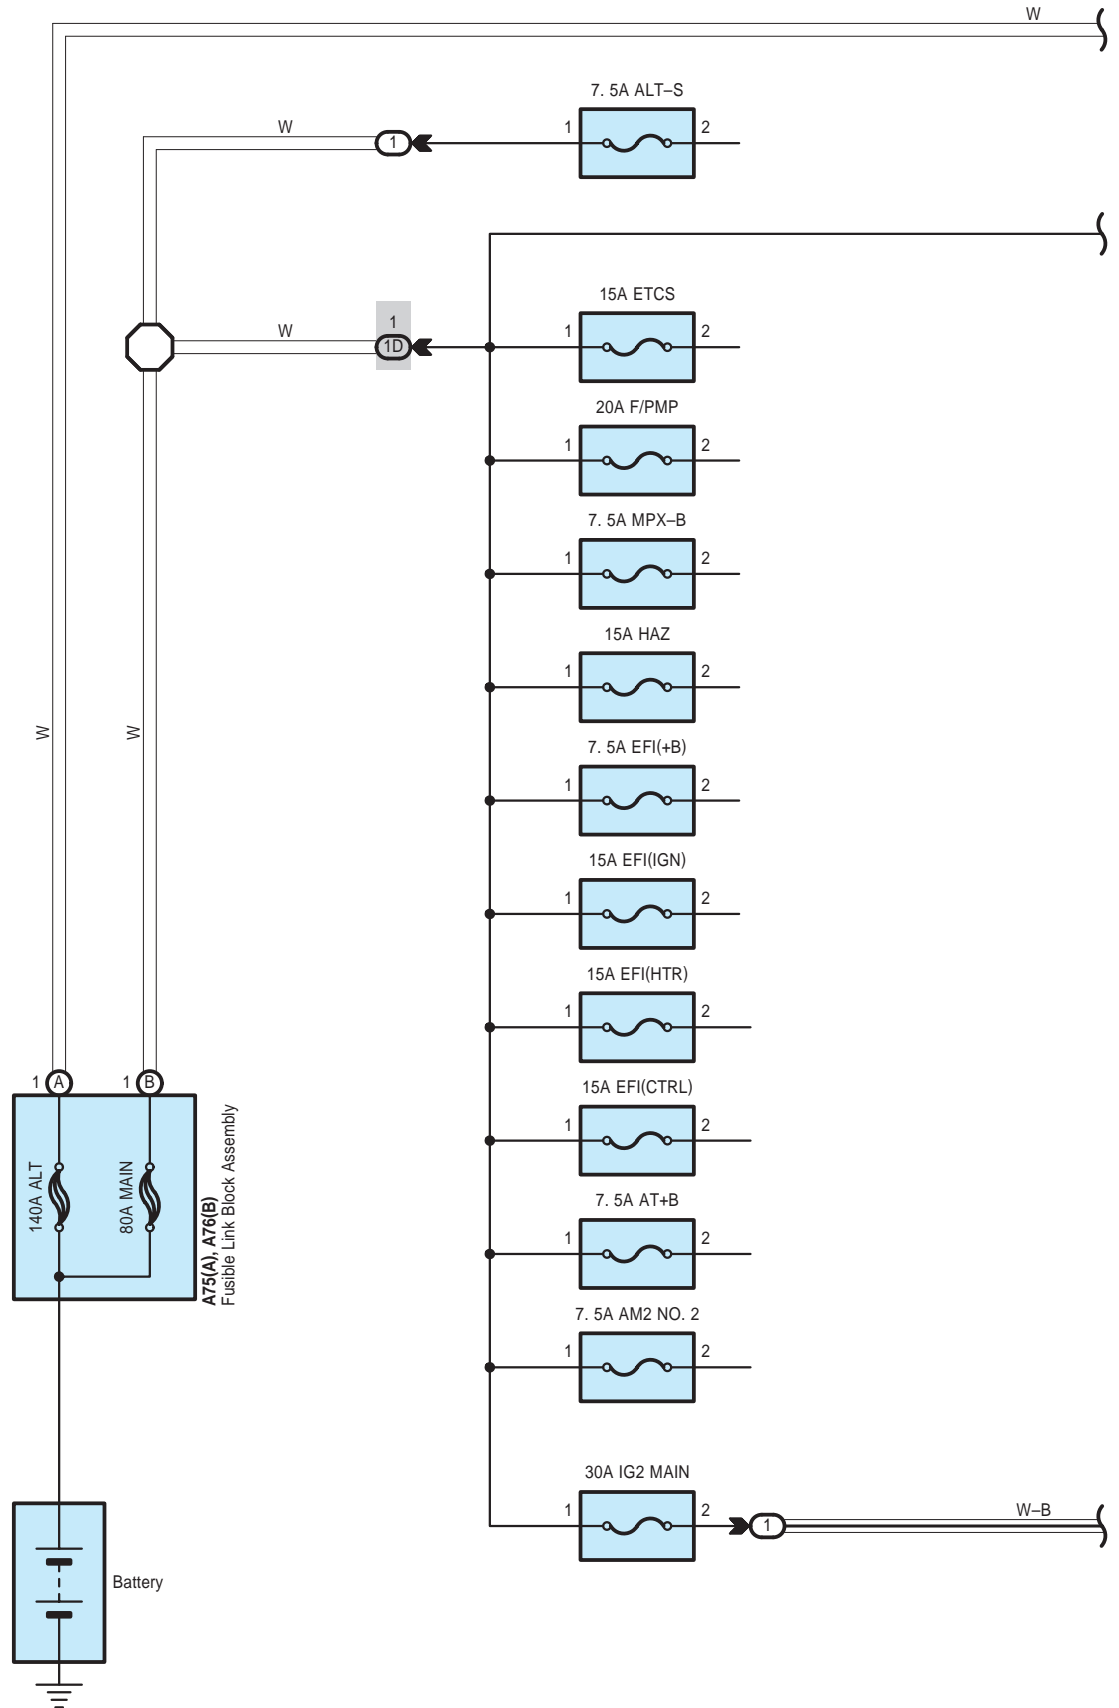 W
7. 5A ALT–S
1
2
W
1
15A ETCS
1
1
2
W
1D
20A F/PMP
1
2
7. 5A MPX–B
1
2
15A HAZ
1
2
W
W
7. 5A EFI(+B)
1
2
15A EFI(IGN)
1
2
15A EFI(HTR)
1
2
1
A
1
B
15A EFI(CTRL)
1
2
140A ALT
80A MAIN
A75(A), A76(B)
Fusible Link Block Assembly
7. 5A AT+B
1
2
7. 5A AM2 NO. 2
1
2
30A IG2 MAIN
1
2
1
W–B
Battery